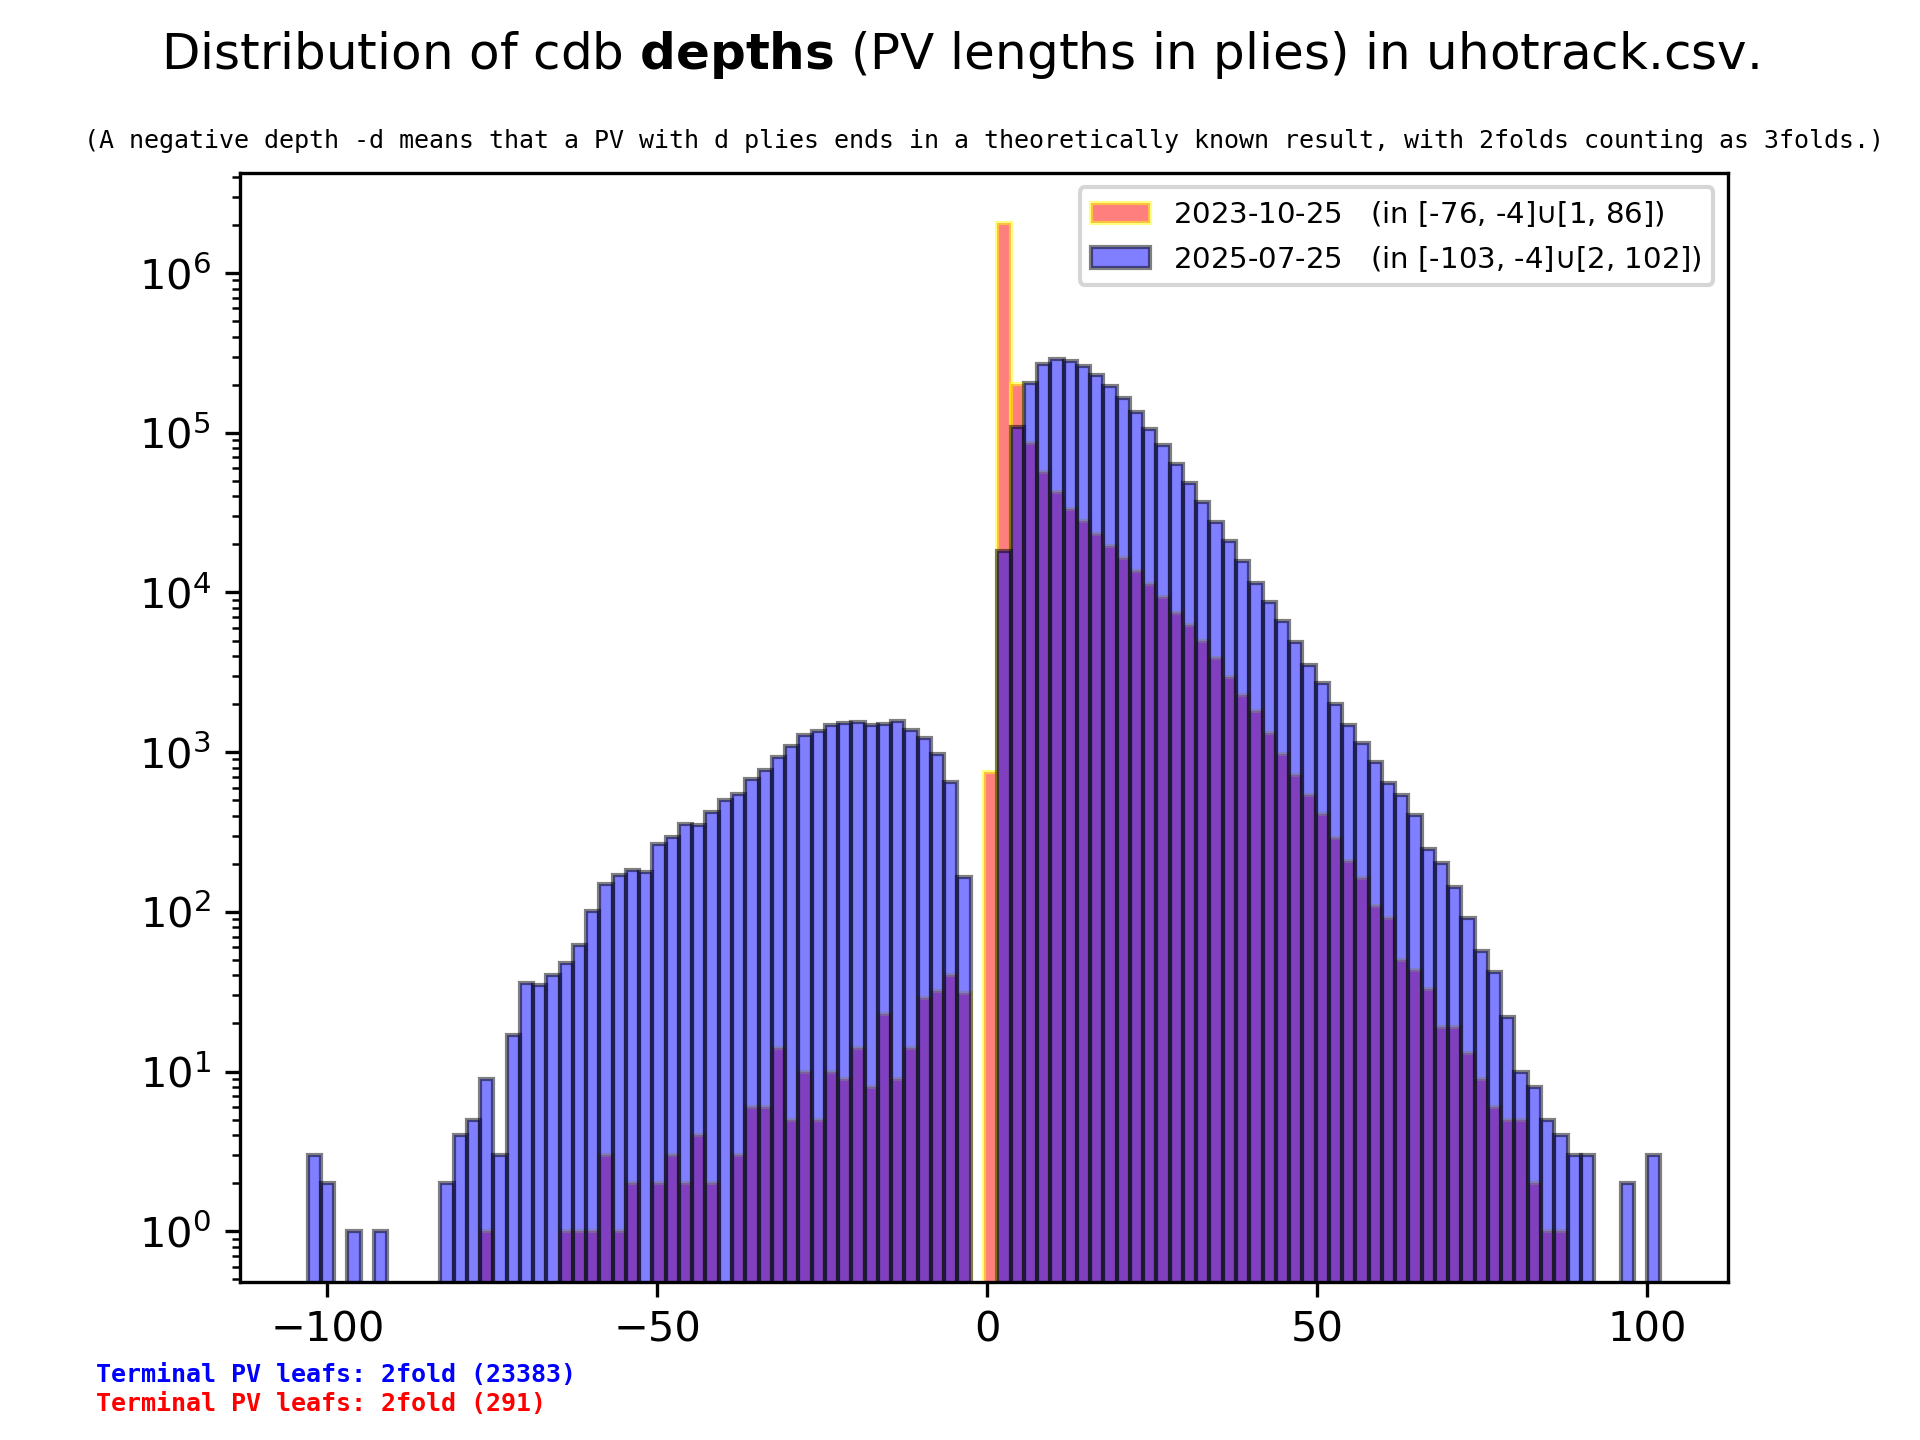 Distribution of cdb depths (PV lengths in plies) in uhotrack.csv.
(A negative depth -d means that a PV with d plies ends in a theoretically known result, with 2folds counting as 3folds.)
2023-10-25 (in [-76, -4]∪[1, 86])
2025-07-25 (in [-103, -4]∪[2, 102])
10⁶
10⁵
10⁴
10³
10²
10¹
10⁰
−100 −50 0 50 100
Terminal PV leafs: 2fold (23383)
Terminal PV leafs: 2fold (291)